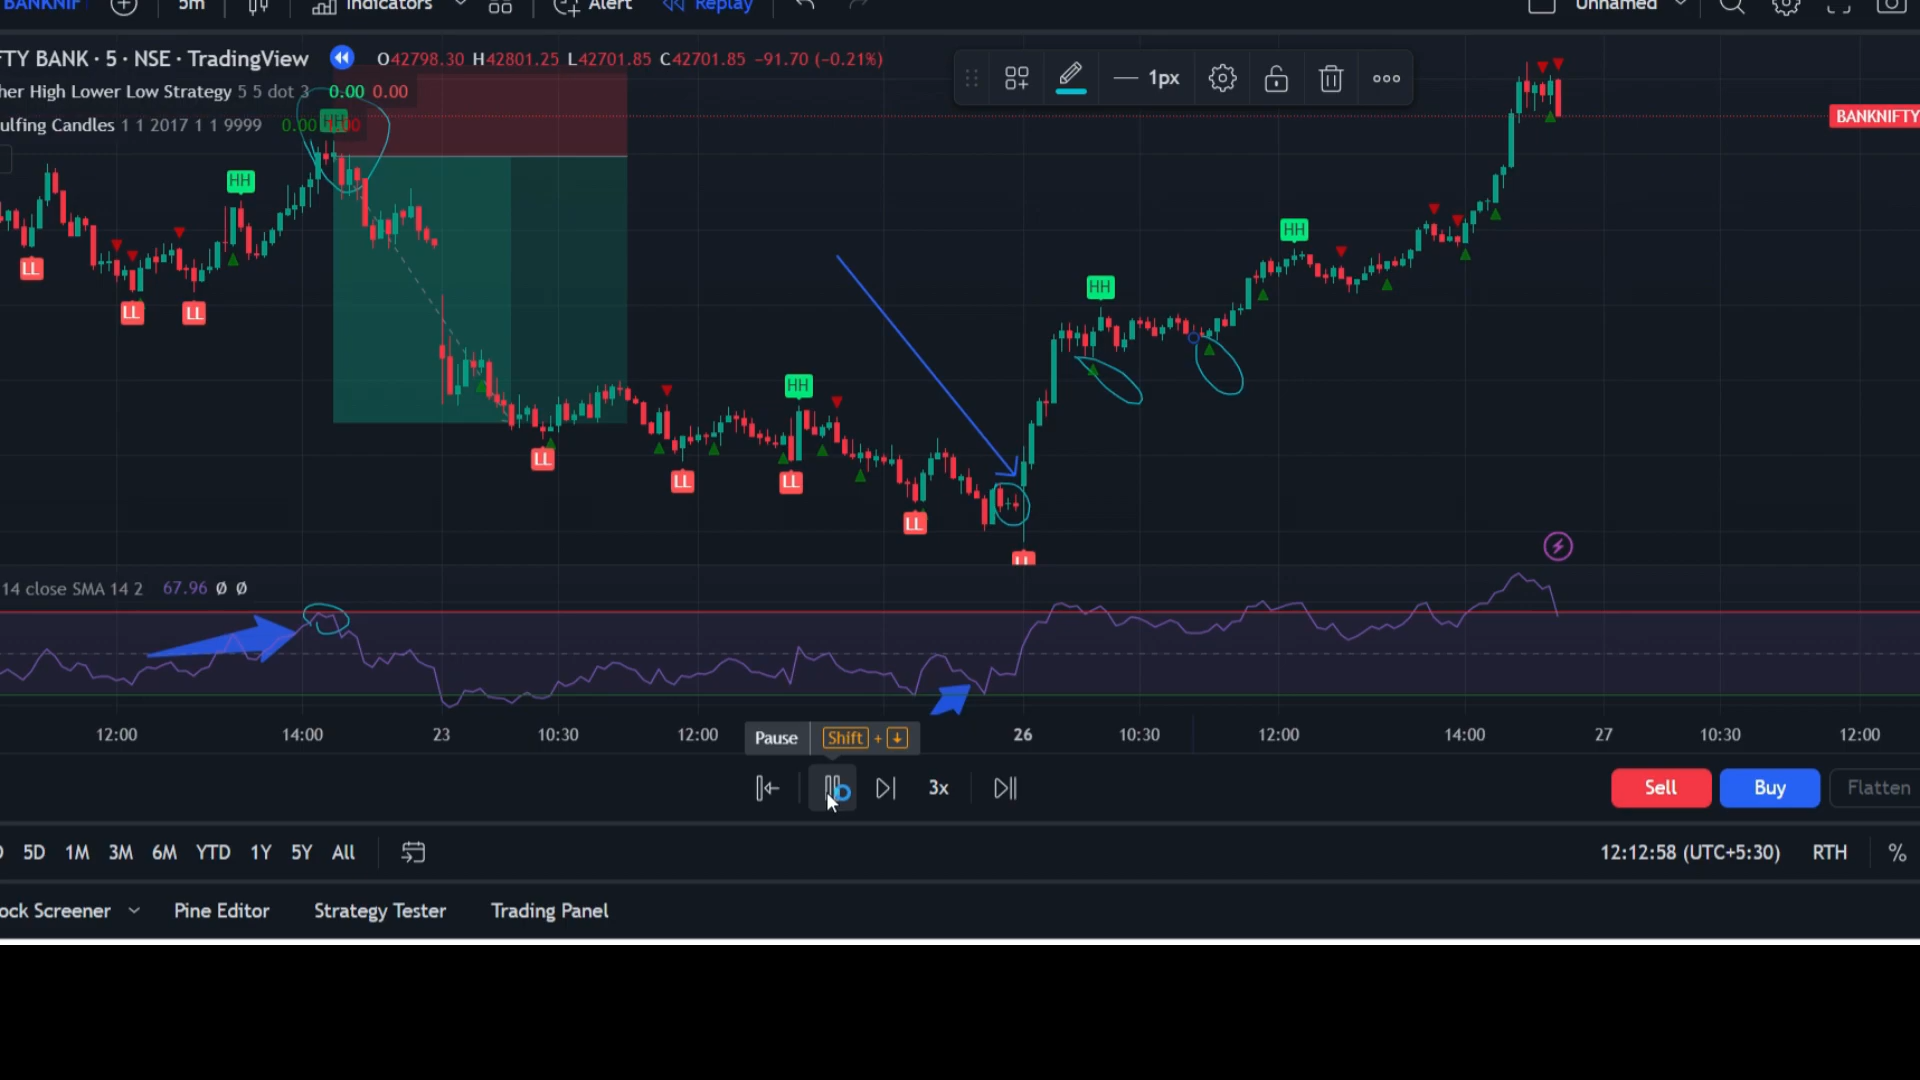 BANKNIF 5m Indicators Alert Replay Unnamed
TY BANK · 5 · NSE · TradingView O42798.30 H42801.25 L42701.85 C42701.85 −91.70 (−0.21%)
1px
her High Lower Low Strategy 5 5 dot 3 0.00 0.00
ulfing Candles 1 1 2017 1 1 9999 0.00 0.00
BANKNIFTY
HH
HH
HH
HH
HH
LL
LL
LL
LL
LL
LL
LL
LL
14 close SMA 14 2 67.96 Ø Ø
12:00 14:00 23 10:30 12:00 26 10:30 12:00 14:00 27 10:30 12:00
Pause Shift + ↓
3x
Sell Buy Flatten
5D 1M 3M 6M YTD 1Y 5Y All 12:12:58 (UTC+5:30) RTH %
ock Screener Pine Editor Strategy Tester Trading Panel